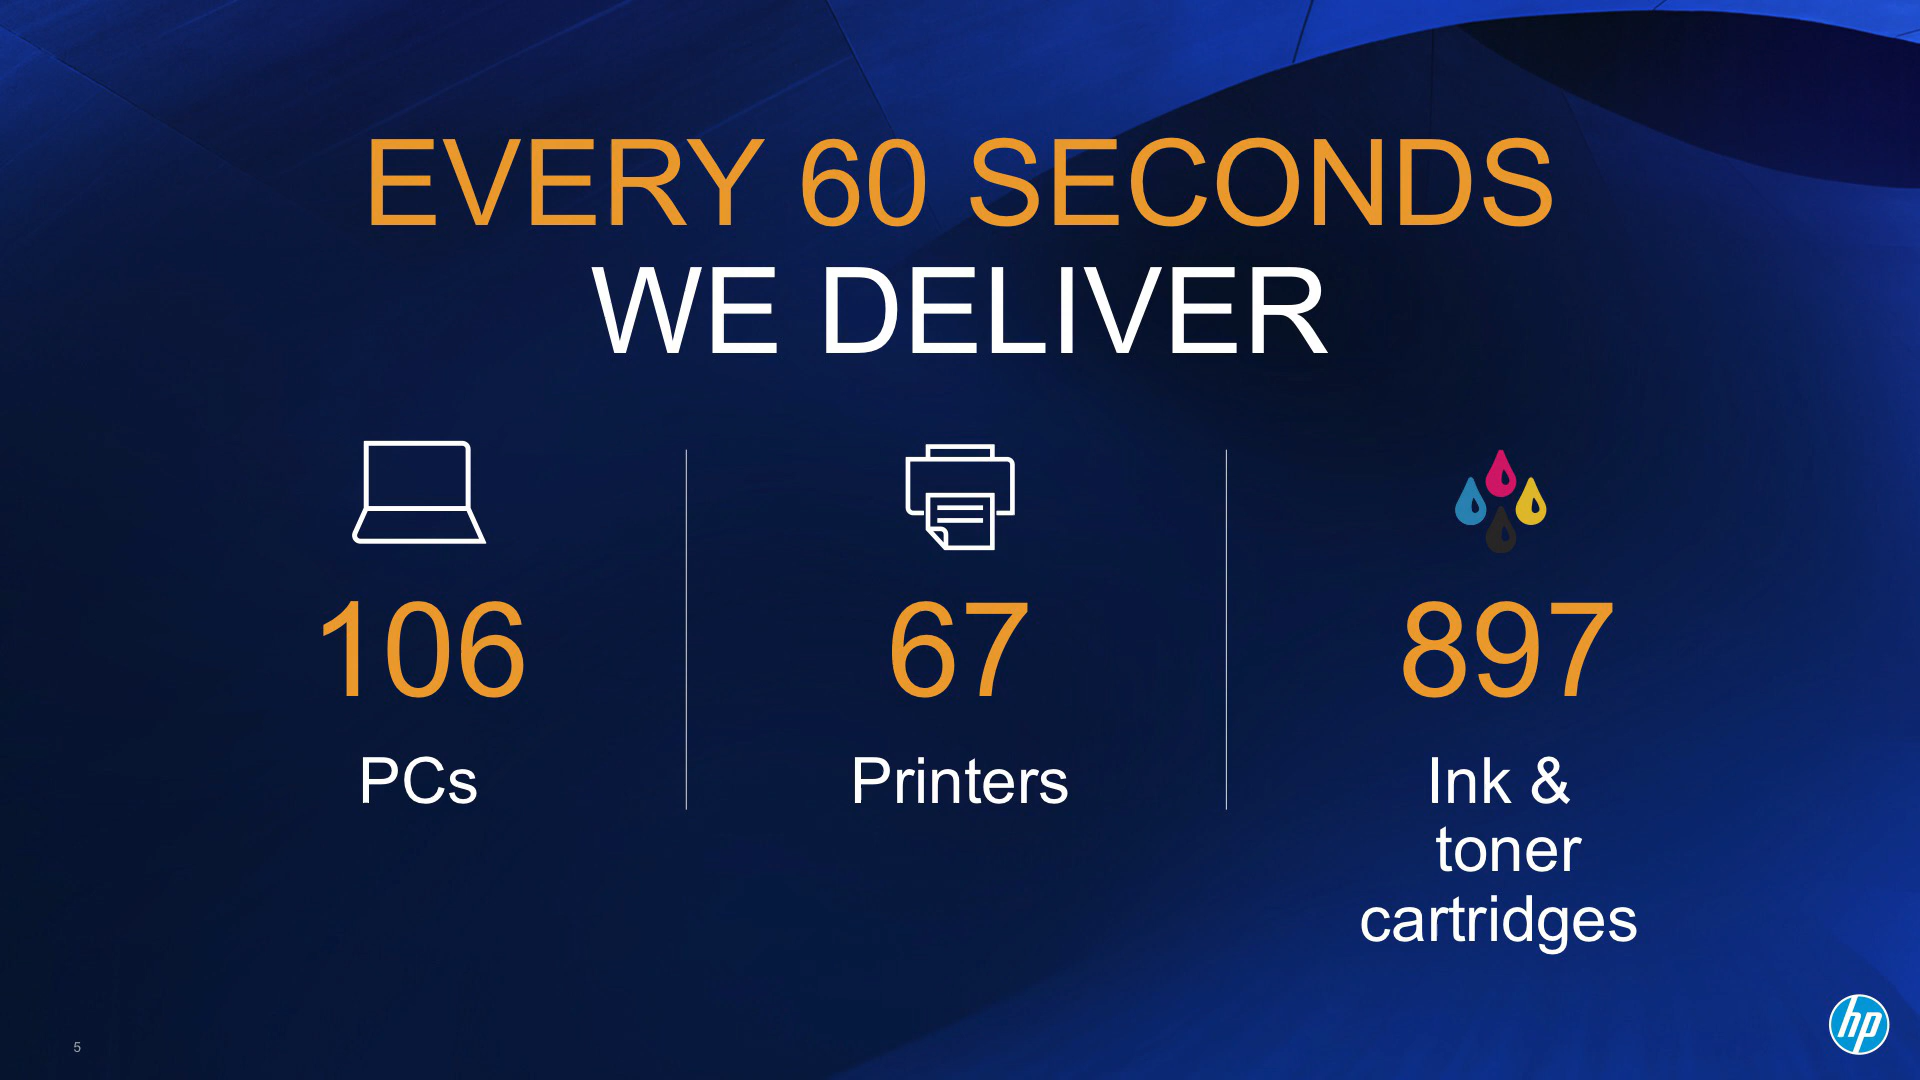 EVERY 60 SECONDS
WE DELIVER
106
67
897
PCs
Printers
Ink &
toner
cartridges
5
hp